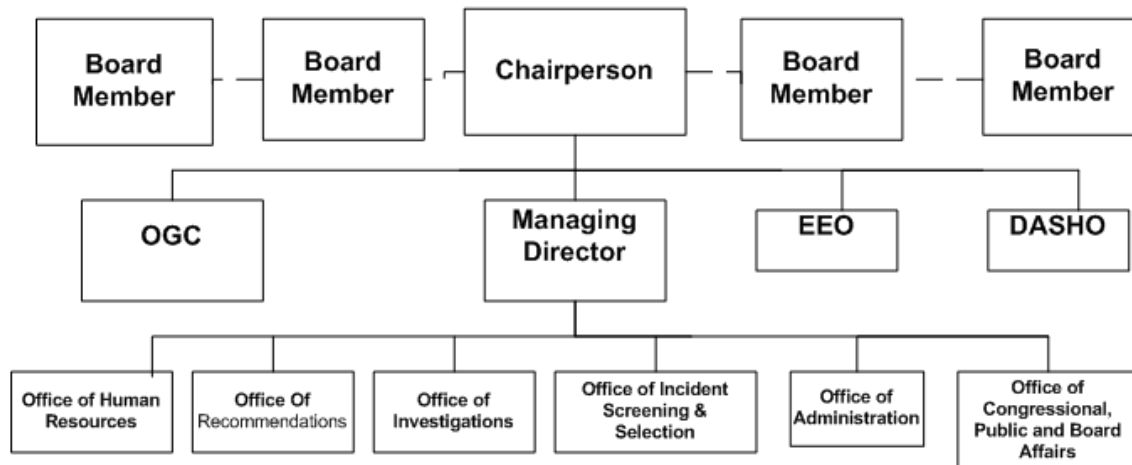 Board
Member
Board
Member
Chairperson
Board
Member
Board
Member
OGC
Managing
Director
EEO
DASHO
Office of Human
Resources
Office Of
Recommendations
Office of
Investigations
Office of Incident
Screening &
Selection
Office of
Administration
Office of
Congressional,
Public and Board
Affairs